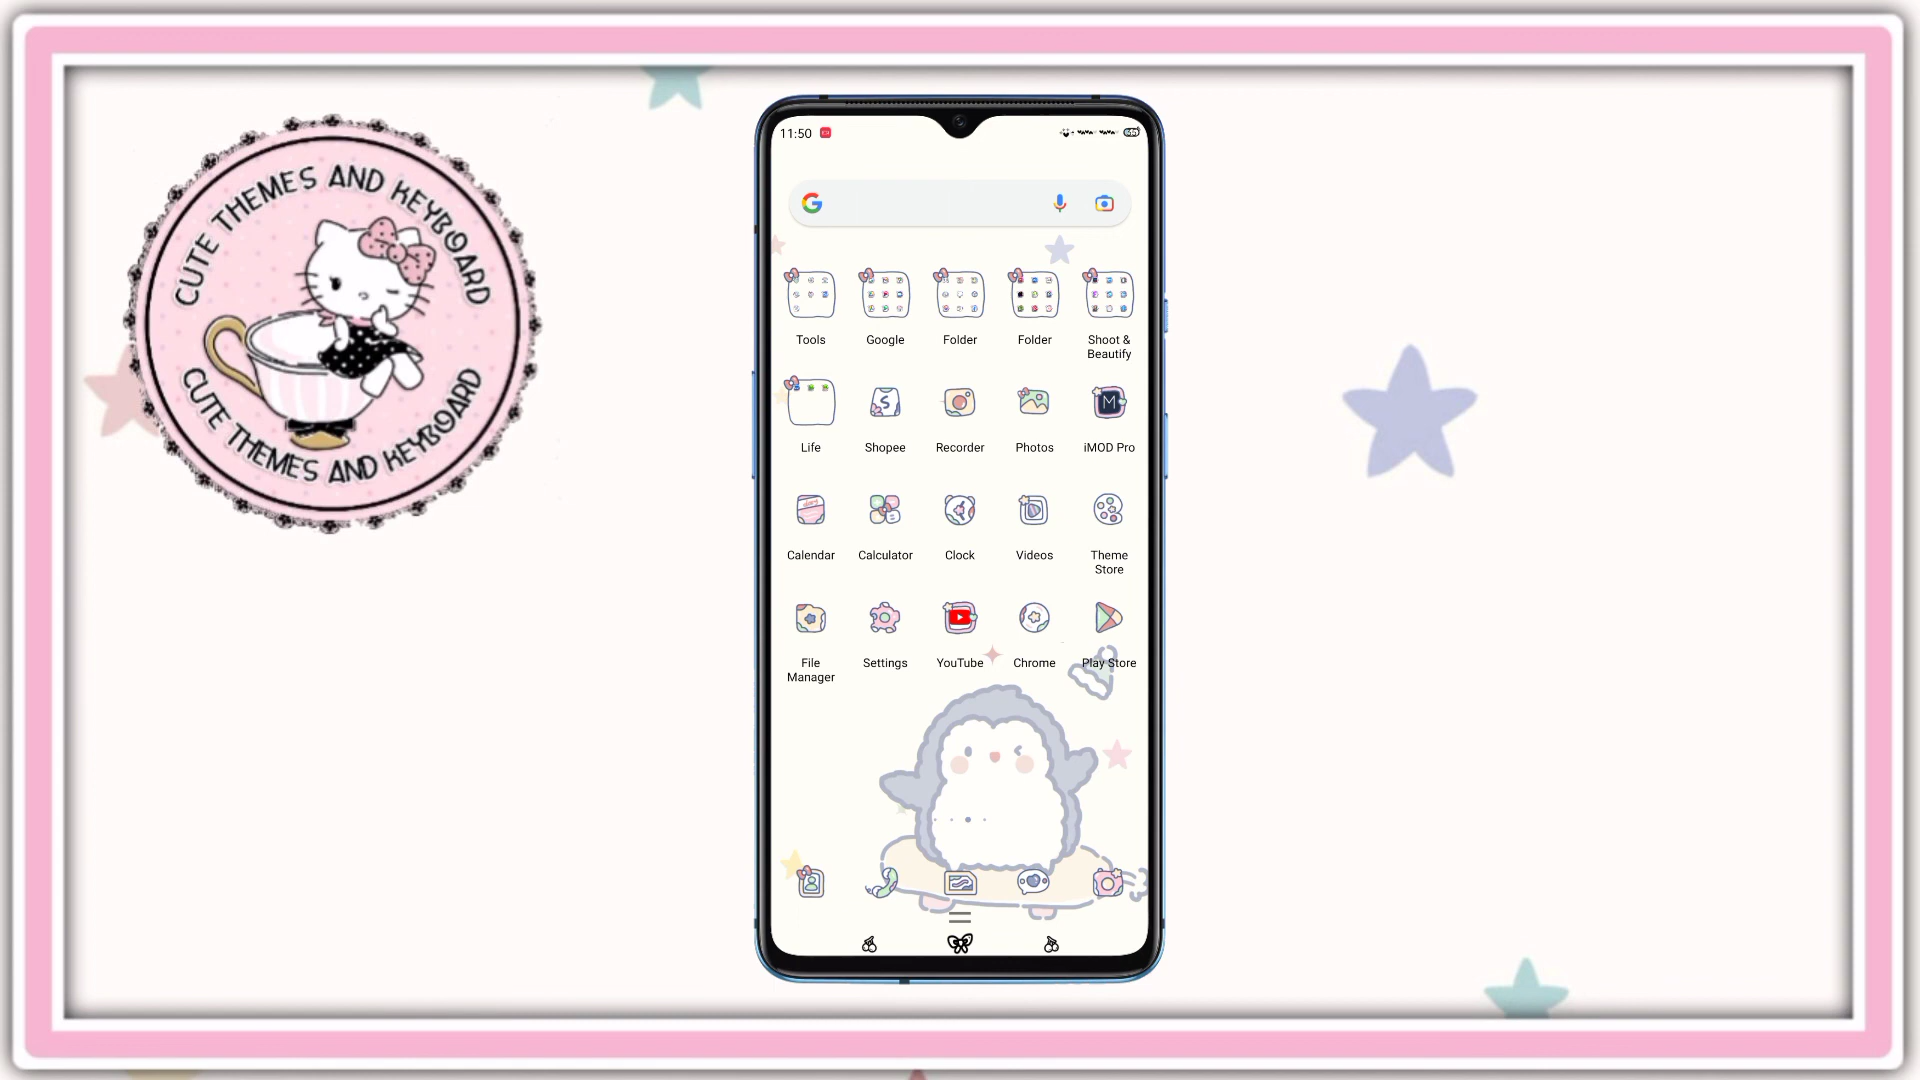 CUTE THEMES AND KEYBOARD
CUTE THEMES AND KEYBOARD
11:50
Tools
Google
Folder
Folder
Shoot &
Beautify
Life
Shopee
Recorder
Photos
iMOD Pro
Calendar
Calculator
Clock
Videos
Theme
Store
File
Manager
Settings
YouTube
Chrome
Play Store